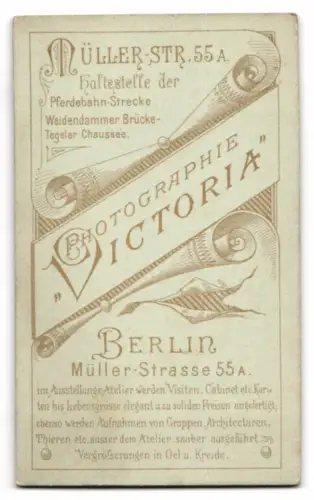 MÜLLER-STR. 55 A.
Haltestelle der
Pferdebahn-Strecke
Weidendammer Brücke-
Tegeler Chaussee.
PHOTOGRAPHIE
„VICTORIA"
BERLIN
Müller-Strasse 55 A.
im Ausstellungs-Atelier werden Visiten, Cabinet etc. Kar-
ten bis Lebensgrösse elegant u. zu soliden Preisen angefertigt,
ebenso werden Aufnahmen von Gruppen, Architecturen,
Thieren etc. ausser dem Atelier sauber ausgeführt.
Vergrösserungen in Oel u. Kreide.